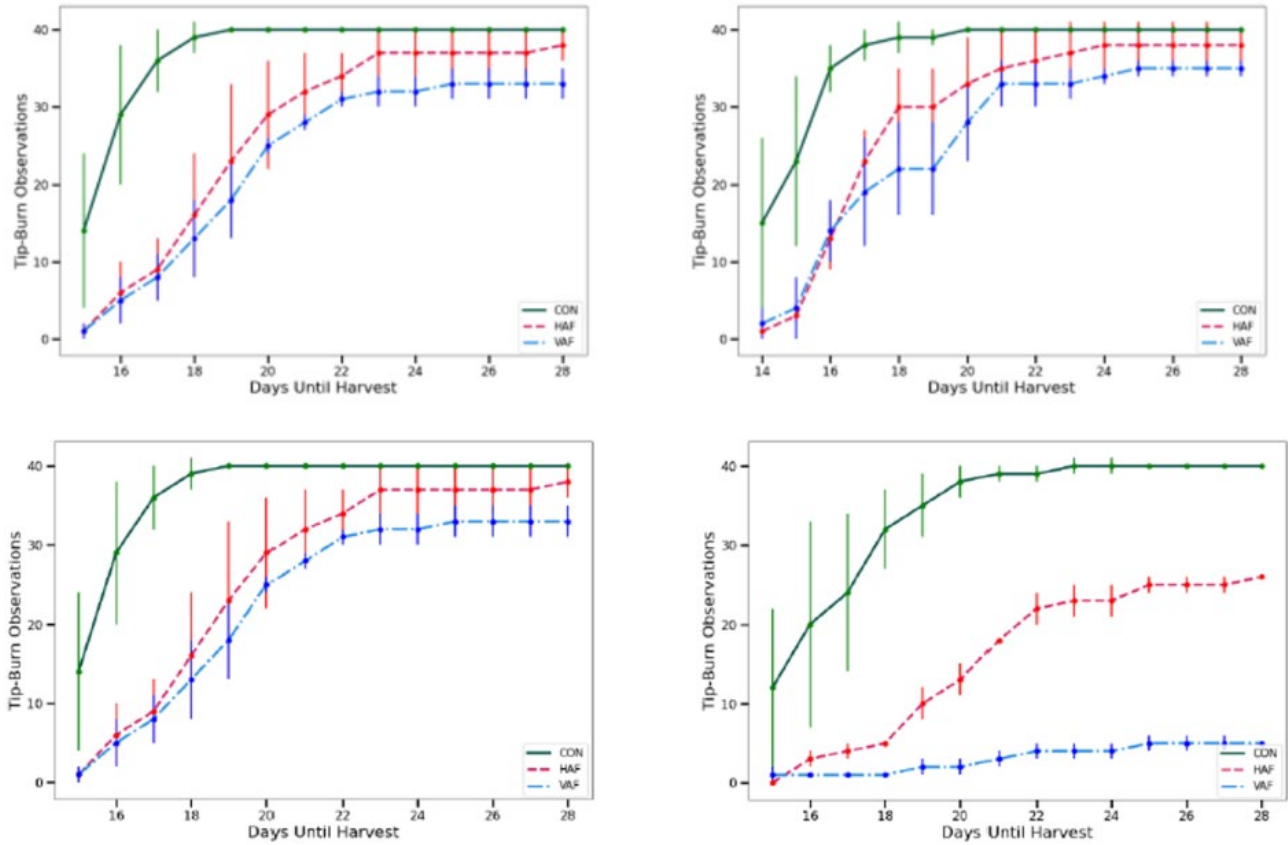 40
30
20
10
0
Tip-Burn Observations
16 18 20 22 24 26 28
Days Until Harvest
CON
HAF
VAF
40
30
20
10
0
Tip-Burn Observations
14 16 18 20 22 24 26 28
Days Until Harvest
CON
HAF
VAF
40
30
20
10
0
Tip-Burn Observations
16 18 20 22 24 26 28
Days Until Harvest
CON
HAF
VAF
40
30
20
10
0
Tip-Burn Observations
16 18 20 22 24 26 28
Days Until Harvest
CON
HAF
VAF